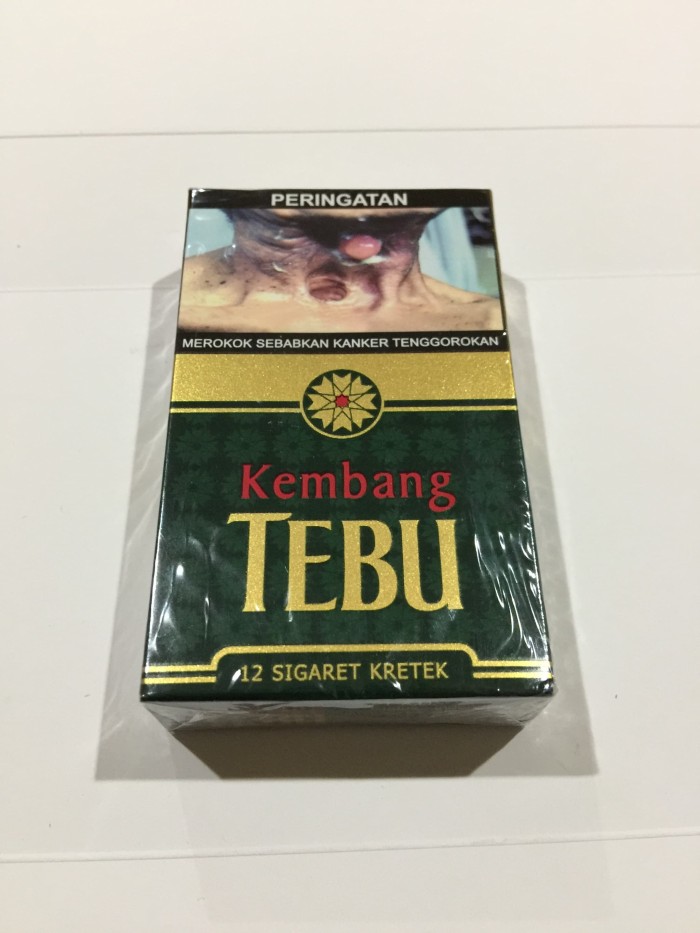 PERINGATAN
MEROKOK SEBABKAN KANKER TENGGOROKAN
Kembang
TEBU
12 SIGARET KRETEK